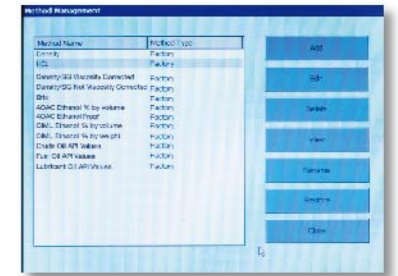 Method Management
Method Name Method Type
Density Factory
HCL Factory
Density/SG Viscosity Corrected Factory
Density/SG Not Viscosity Corrected Factory
Brix Factory
AOAC Ethanol % by volume Factory
AOAC Ethanol Proof Factory
OIML Ethanol % by volume Factory
OIML Ethanol % by weight Factory
Crude Oil API Values Factory
Fuel Oil API Values Factory
Lubricant Oil API Values Factory
Add
Edit
Delete
View
Rename
Restore
Close